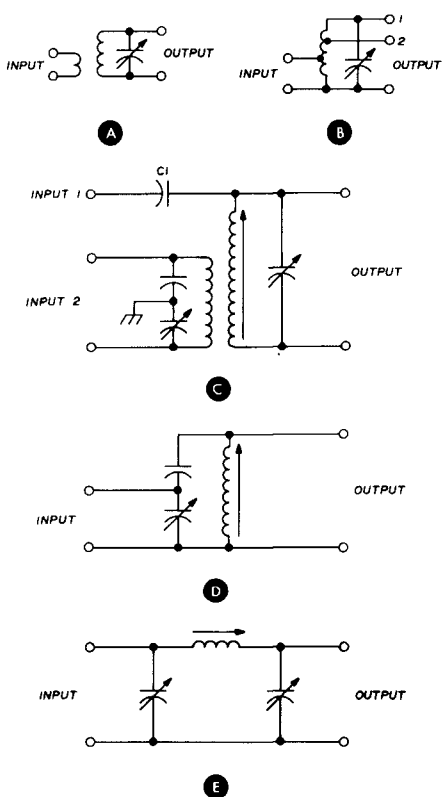 INPUT
OUTPUT
A
1
2
INPUT
OUTPUT
B
C1
INPUT 1
INPUT 2
OUTPUT
C
INPUT
OUTPUT
D
INPUT
OUTPUT
E